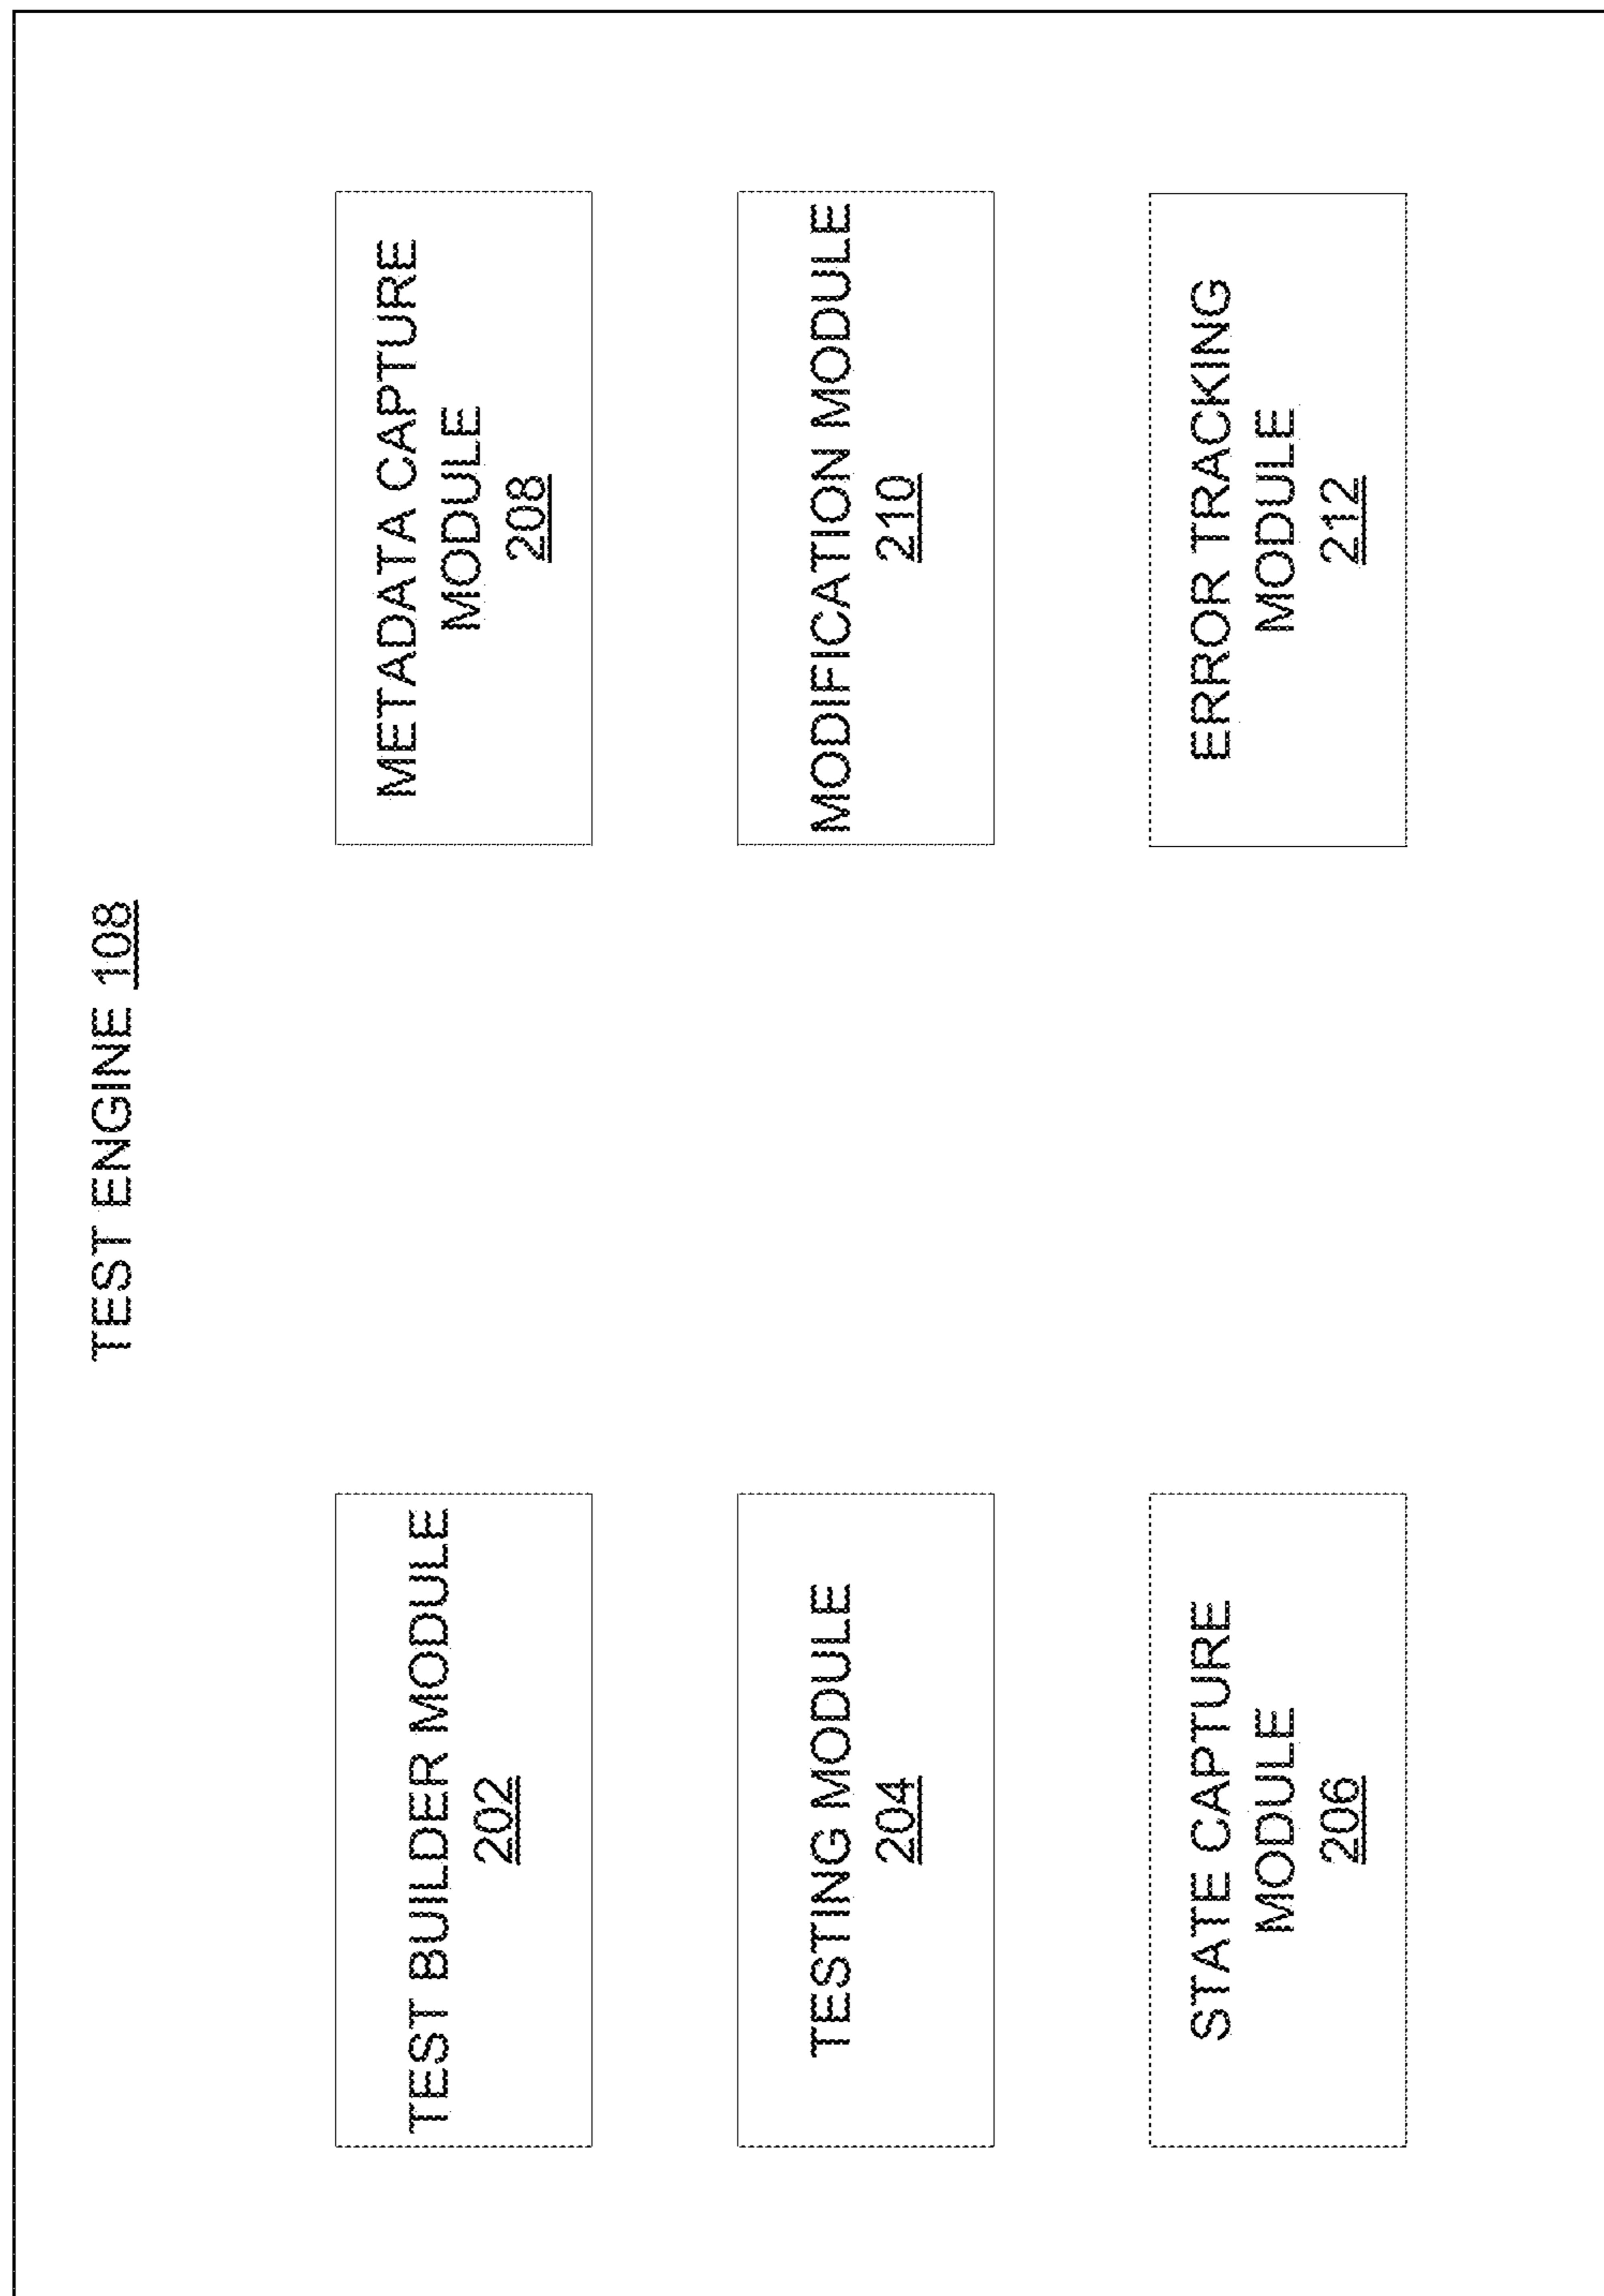 TEST ENGINE 108
TEST BUILDER MODULE
202
TESTING MODULE
204
STATE CAPTURE
MODULE
206
METADATA CAPTURE
MODULE
208
MODIFICATION MODULE
210
ERROR TRACKING
MODULE
212